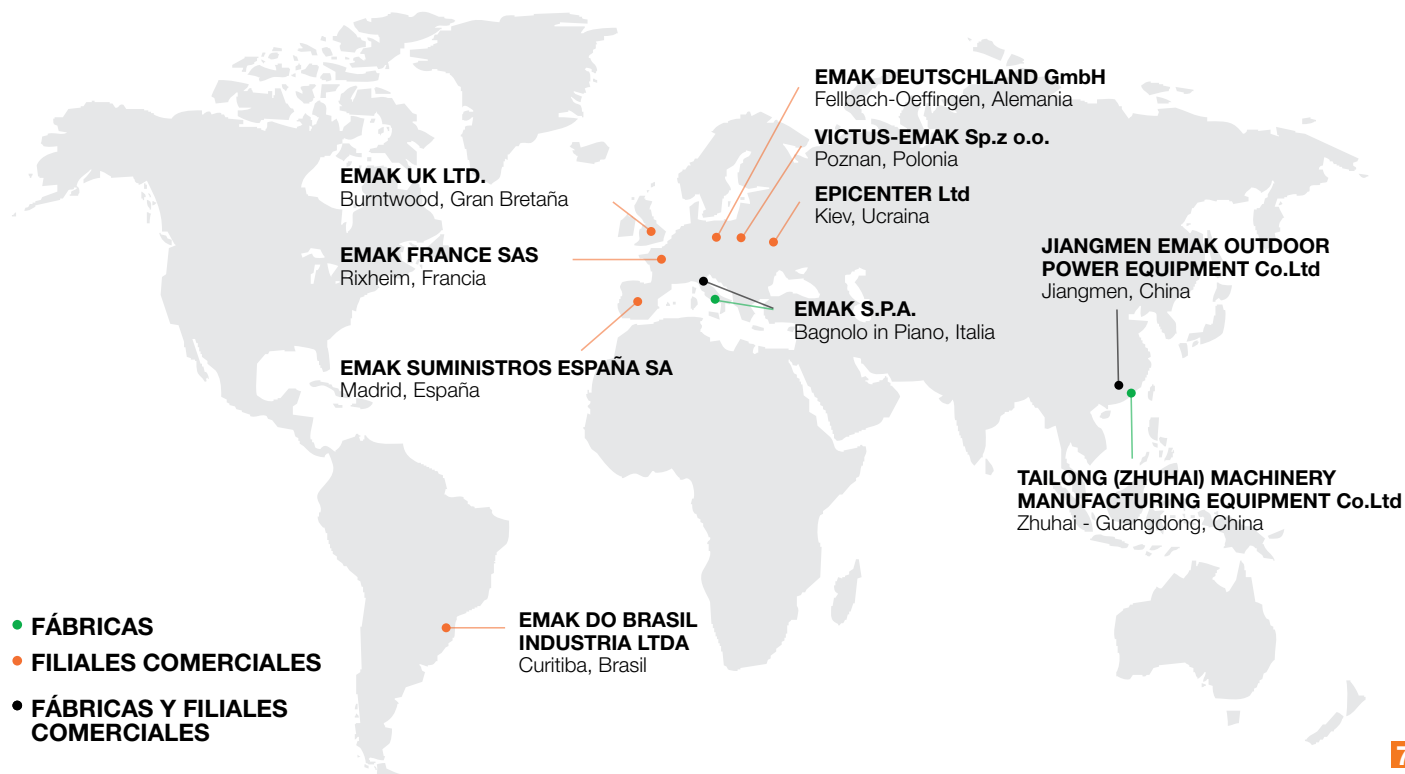 EMAK DEUTSCHLAND GmbH
Fellbach-Oeffingen, Alemania
VICTUS-EMAK Sp.z o.o.
Poznan, Polonia
EMAK UK LTD.
Burntwood, Gran Bretaña
EPICENTER Ltd
Kiev, Ucraina
EMAK FRANCE SAS
Rixheim, Francia
JIANGMEN EMAK OUTDOOR
POWER EQUIPMENT Co.Ltd
Jiangmen, China
EMAK S.P.A.
Bagnolo in Piano, Italia
EMAK SUMINISTROS ESPAÑA SA
Madrid, España
TAILONG (ZHUHAI) MACHINERY
MANUFACTURING EQUIPMENT Co.Ltd
Zhuhai - Guangdong, China
EMAK DO BRASIL
INDUSTRIA LTDA
Curitiba, Brasil
FÁBRICAS
FILIALES COMERCIALES
FÁBRICAS Y FILIALES
COMERCIALES
7